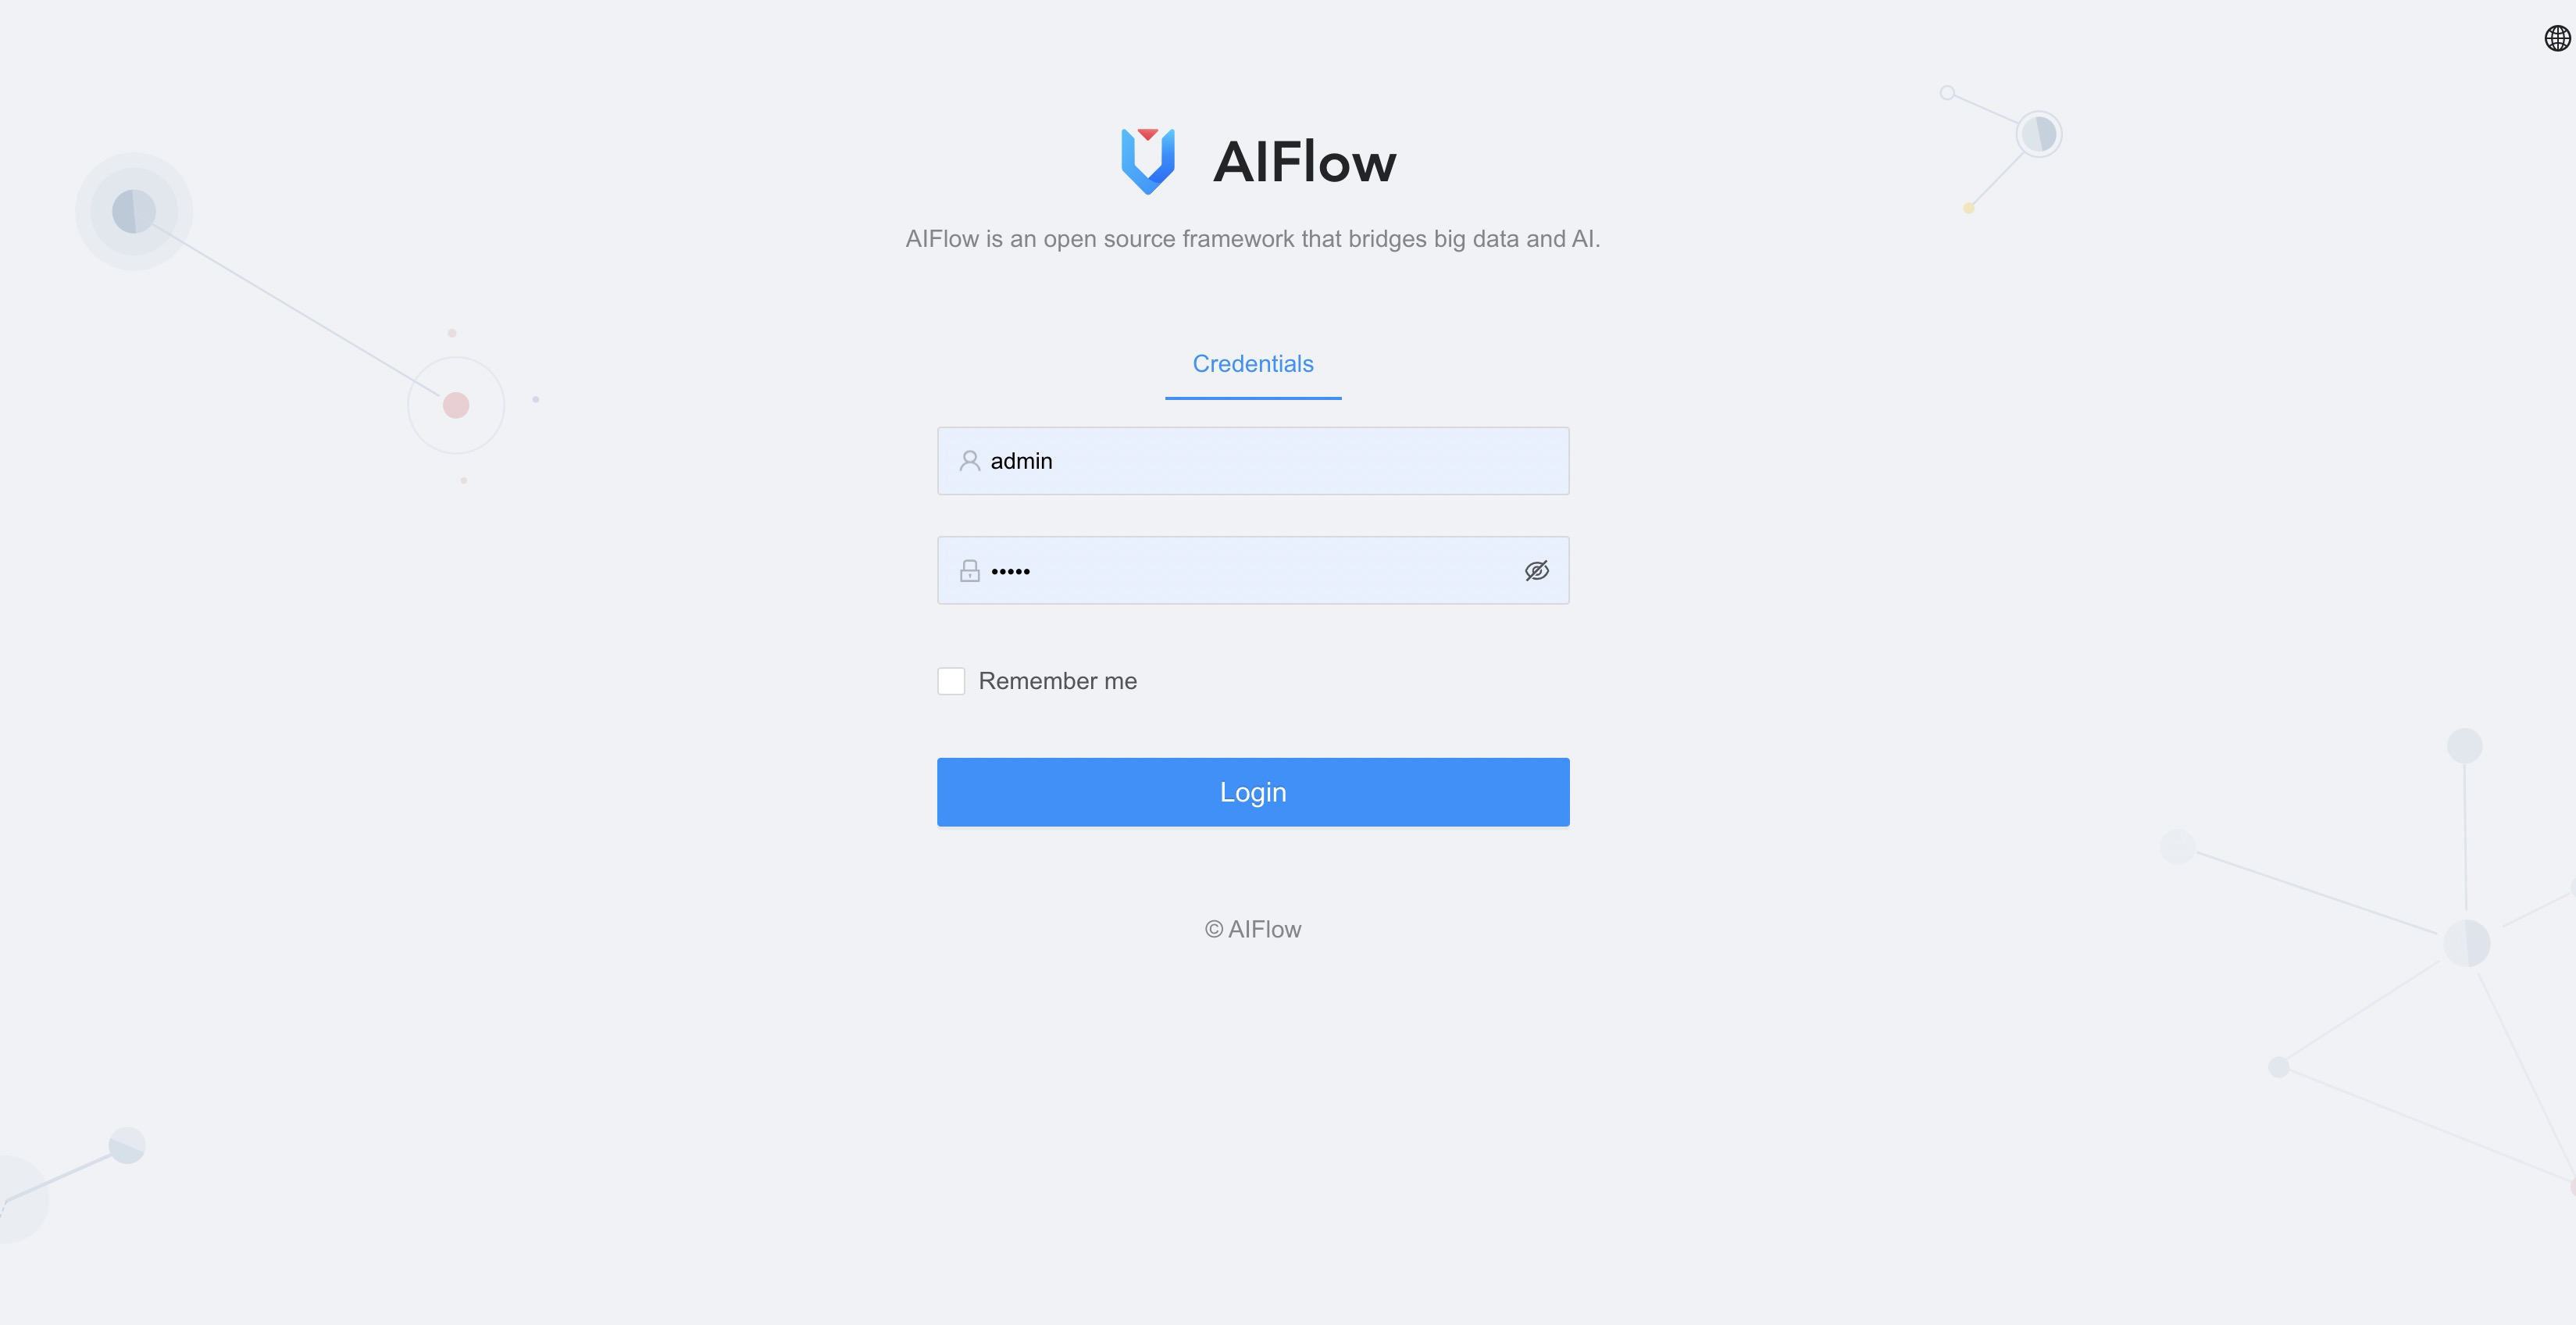 AIFlow
AIFlow is an open source framework that bridges big data and AI.
Credentials
admin
•••••
Remember me
Login
© AIFlow